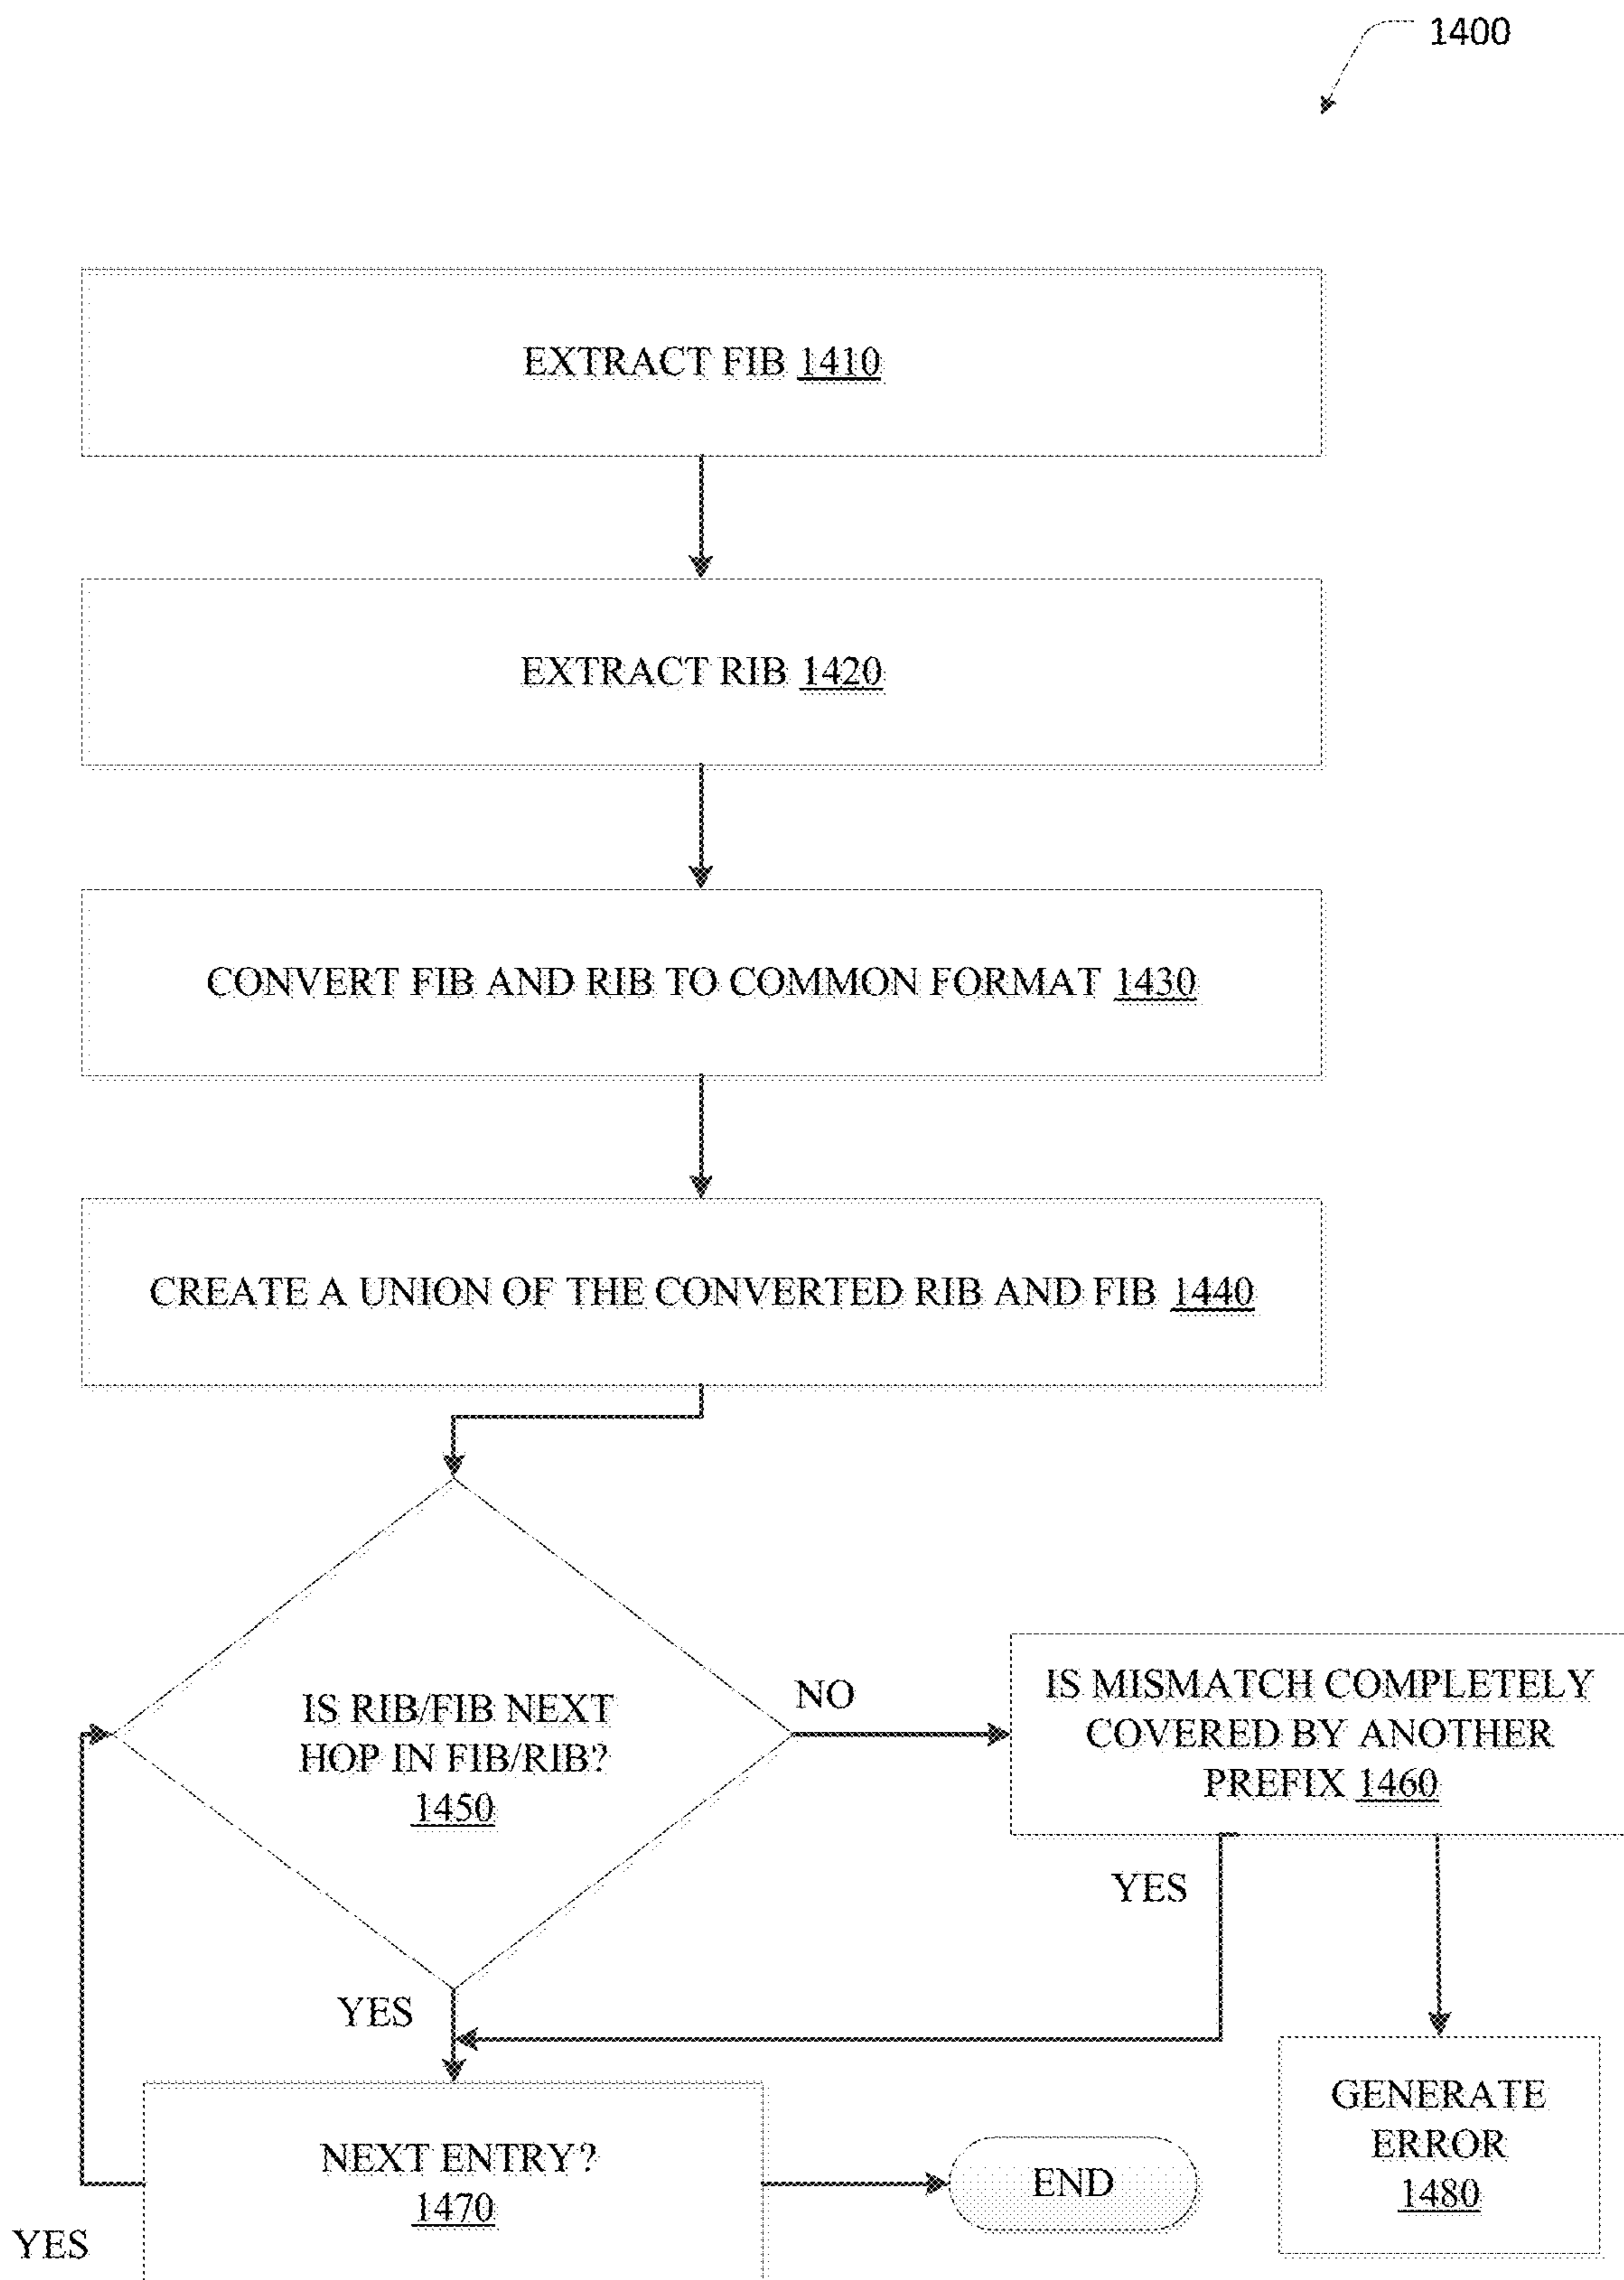 1400
EXTRACT FIB 1410
EXTRACT RIB 1420
CONVERT FIB AND RIB TO COMMON FORMAT 1430
CREATE A UNION OF THE CONVERTED RIB AND FIB 1440
IS RIB/FIB NEXT
HOP IN FIB/RIB?
1450
NO
IS MISMATCH COMPLETELY
COVERED BY ANOTHER
PREFIX 1460
YES
YES
GENERATE
ERROR
1480
NEXT ENTRY?
1470
END
YES